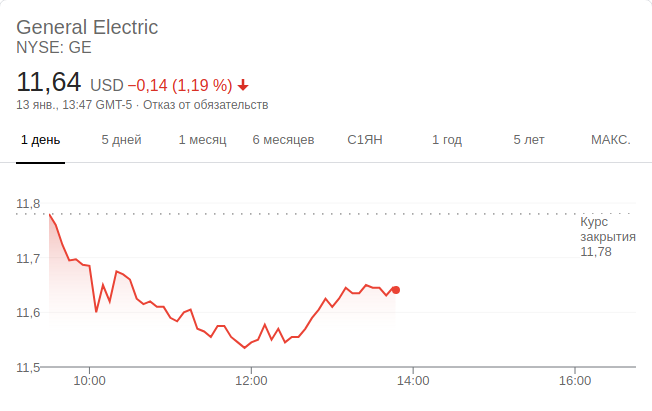 General Electric
NYSE: GE
11,64 USD −0,14 (1,19 %)
13 янв., 13:47 GMT-5 · Отказ от обязательств
1 день 5 дней 1 месяц 6 месяцев С1ЯН 1 год 5 лет МАКС.
11,8
Курс
закрытия
11,78
11,7
11,6
11,5
10:00 12:00 14:00 16:00